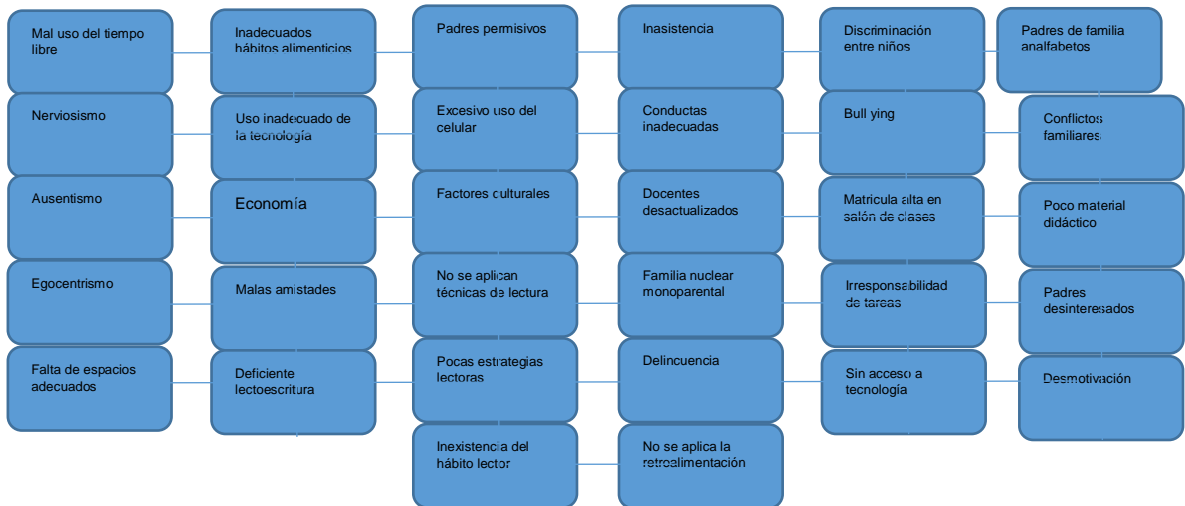 Mal uso del tiempo
libre
Inadecuados
hábitos alimenticios
Padres permisivos
Inasistencia
Discriminación
entre niños
Padres de familia
analfabetos
Nerviosismo
Uso inadecuado de
la tecnología
Excesivo uso del
celular
Conductas
inadecuadas
Bull ying
Conflictos
familiares
Ausentismo
Economía
Factores culturales
Docentes
desactualizados
Matricula alta en
salón de clases
Poco material
didáctico
Egocentrismo
Malas amistades
No se aplican
técnicas de lectura
Familia nuclear
monoparental
Irresponsabilidad
de tareas
Padres
desinteresados
Falta de espacios
adecuados
Deficiente
lectoescritura
Pocas estrategias
lectoras
Delincuencia
Sin acceso a
tecnología
Desmotivación
Inexistencia del
hábito lector
No se aplica la
retroalimentación